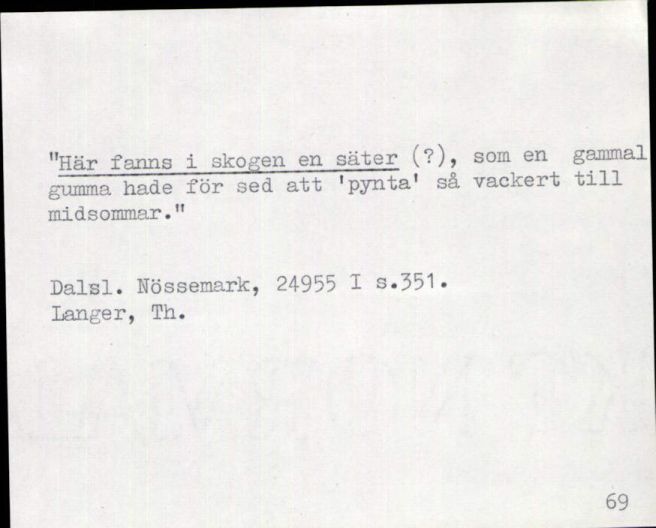 "Här fanns i skogen en säter (?), som en gammal
gumma hade för sed att 'pynta' så vackert till
midsommar."
Dalsl. Nössemark, 24955 I s.351.
Langer, Th.
69